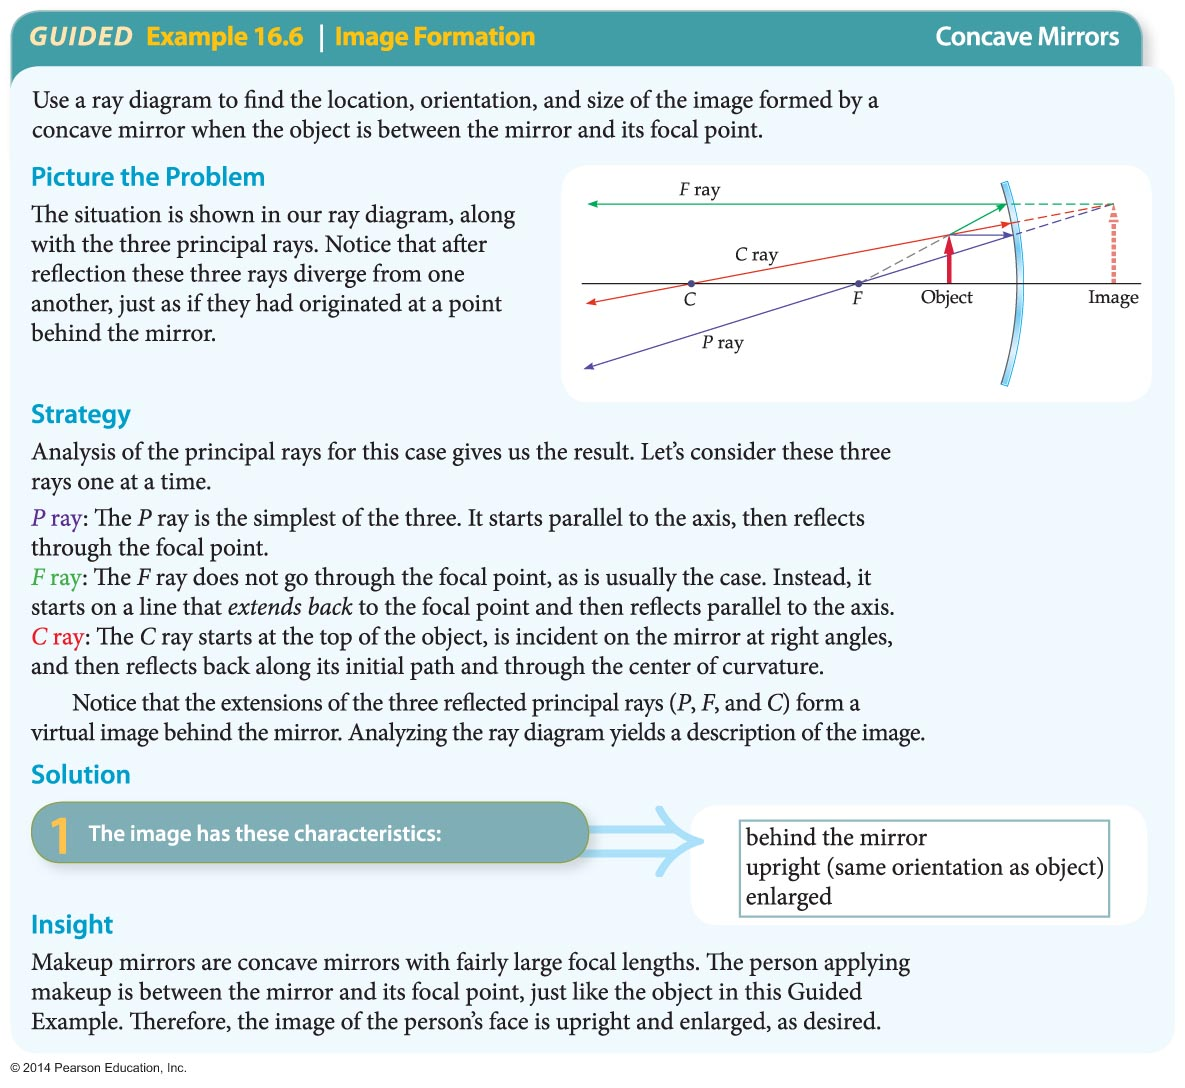 GUIDED Example 16.6 | Image Formation Concave Mirrors
Use a ray diagram to find the location, orientation, and size of the image formed by a
concave mirror when the object is between the mirror and its focal point.
Picture the Problem
The situation is shown in our ray diagram, along
with the three principal rays. Notice that after
reflection these three rays diverge from one
another, just as if they had originated at a point
behind the mirror.
F ray
C ray
C
F
Object
Image
P ray
Strategy
Analysis of the principal rays for this case gives us the result. Let's consider these three
rays one at a time.
P ray: The P ray is the simplest of the three. It starts parallel to the axis, then reflects
through the focal point.
F ray: The F ray does not go through the focal point, as is usually the case. Instead, it
starts on a line that extends back to the focal point and then reflects parallel to the axis.
C ray: The C ray starts at the top of the object, is incident on the mirror at right angles,
and then reflects back along its initial path and through the center of curvature.
Notice that the extensions of the three reflected principal rays (P, F, and C) form a
virtual image behind the mirror. Analyzing the ray diagram yields a description of the image.
Solution
1 The image has these characteristics:
behind the mirror
upright (same orientation as object)
enlarged
Insight
Makeup mirrors are concave mirrors with fairly large focal lengths. The person applying
makeup is between the mirror and its focal point, just like the object in this Guided
Example. Therefore, the image of the person's face is upright and enlarged, as desired.
© 2014 Pearson Education, Inc.